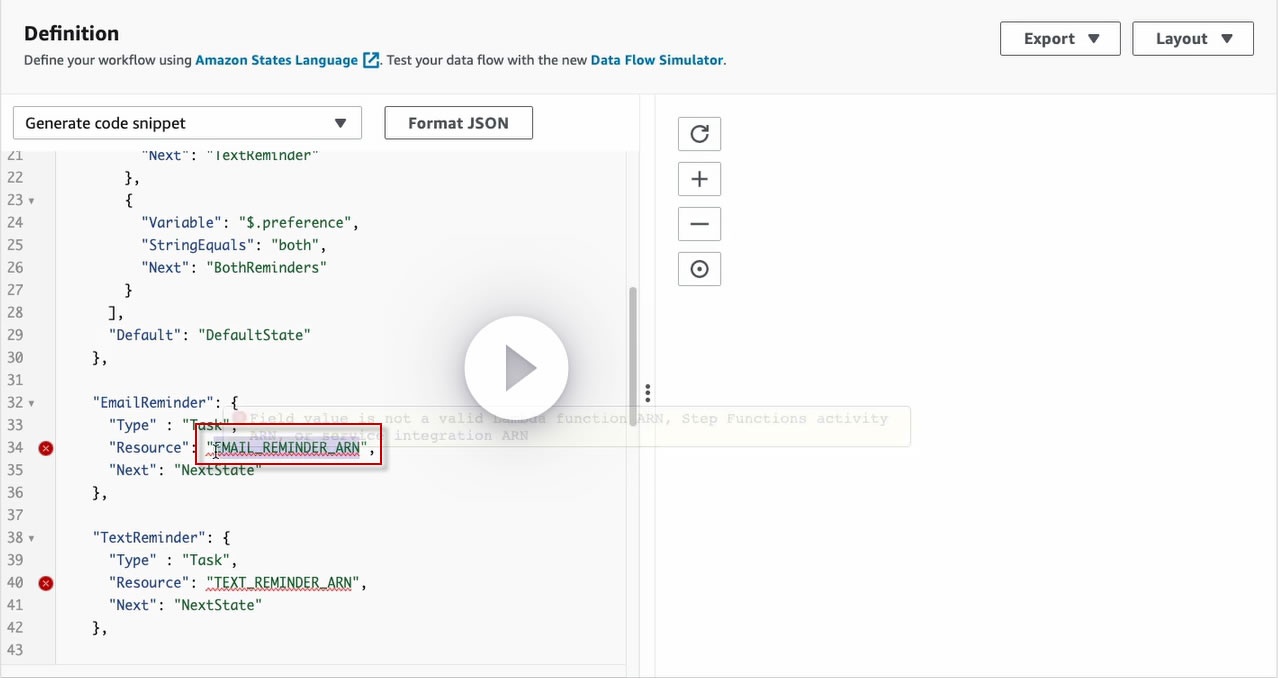 Definition
Define your workflow using Amazon States Language. Test your data flow with the new Data Flow Simulator.
Export
Layout
Generate code snippet
Format JSON
21 "Next": "TextReminder"
22 },
23 {
24 "Variable": "$.preference",
25 "StringEquals": "both",
26 "Next": "BothReminders"
27 }
28 ],
29 "Default": "DefaultState"
30 },
31
32 "EmailReminder": {
Field value is not a valid Lambda function ARN, Step Functions activity
33 "Type" : "Task",
ARN, or service integration ARN
34 "Resource": "EMAIL_REMINDER_ARN",
35 "Next": "NextState"
36 },
37
38 "TextReminder": {
39 "Type" : "Task",
40 "Resource": "TEXT_REMINDER_ARN",
41 "Next": "NextState"
42 },
43